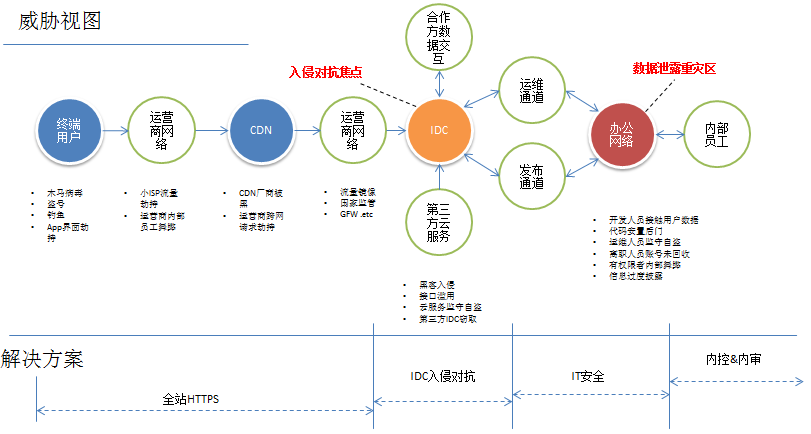 威胁视图
合作
方数
据交
互
入侵对抗焦点
运维
通道
数据泄露重灾区
终端
用户
运营
商网
络
CDN
运营
商网
络
IDC
办公
网络
内部
员工
发布
通道
第三
方云
服务
• 木马病毒
• 盗号
• 钓鱼
• App界面劫
持
• 小ISP流量
劫持
• 运营商内部
员工舞弊
• CDN厂商被
黑
• 运营商跨网
请求劫持
• 流量镜像
• 国家监管
• GFW .etc
• 黑客入侵
• 接口滥用
• 云服务监守自盗
• 第三方IDC窃取
• 开发人员接触用户数据
• 代码安置后门
• 运维人员监守自盗
• 离职人员账号未回收
• 有权限者内部舞弊
• 信息过度披露
解决方案
全站HTTPS
IDC入侵对抗
IT安全
内控&内审